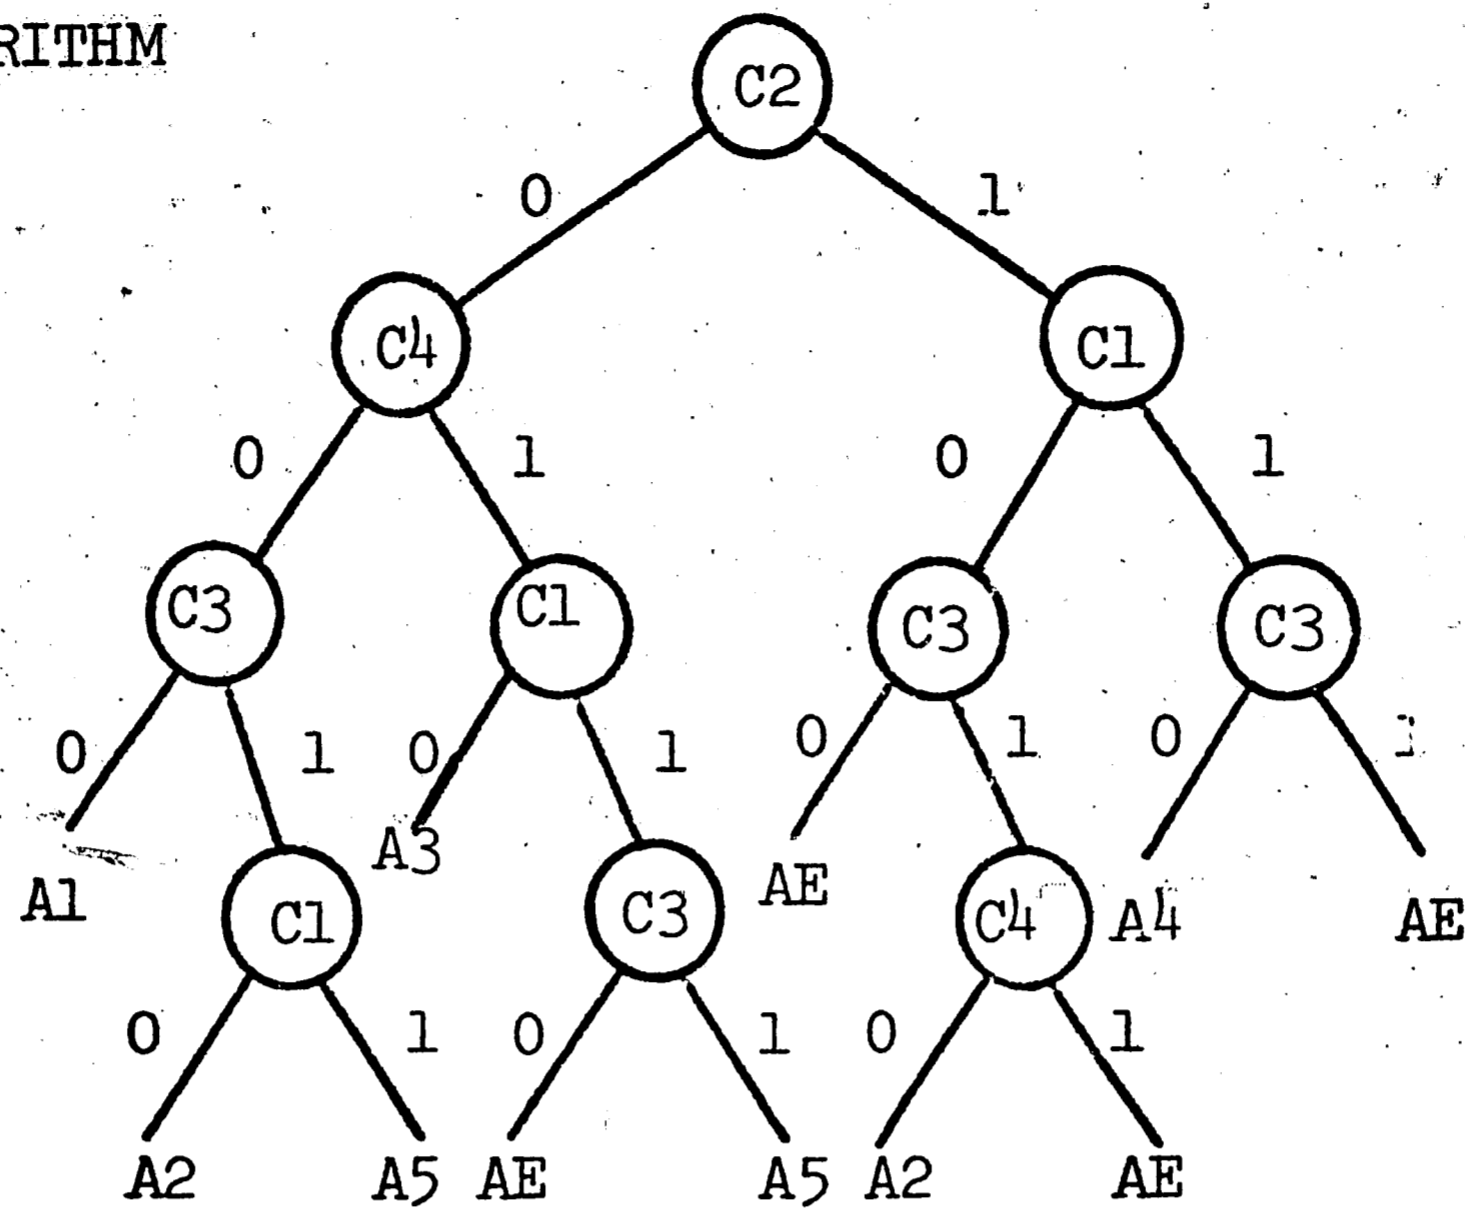 RITHM
C2
0 1
C4 C1
0 1 0 1
C3 C1 C3 C3
0 1 0 1 0 1 0 1
A1 C1 A3 C3 AE C4 A4 AE
0 1 0 1 0 1
A2 A5 AE A5 A2 AE